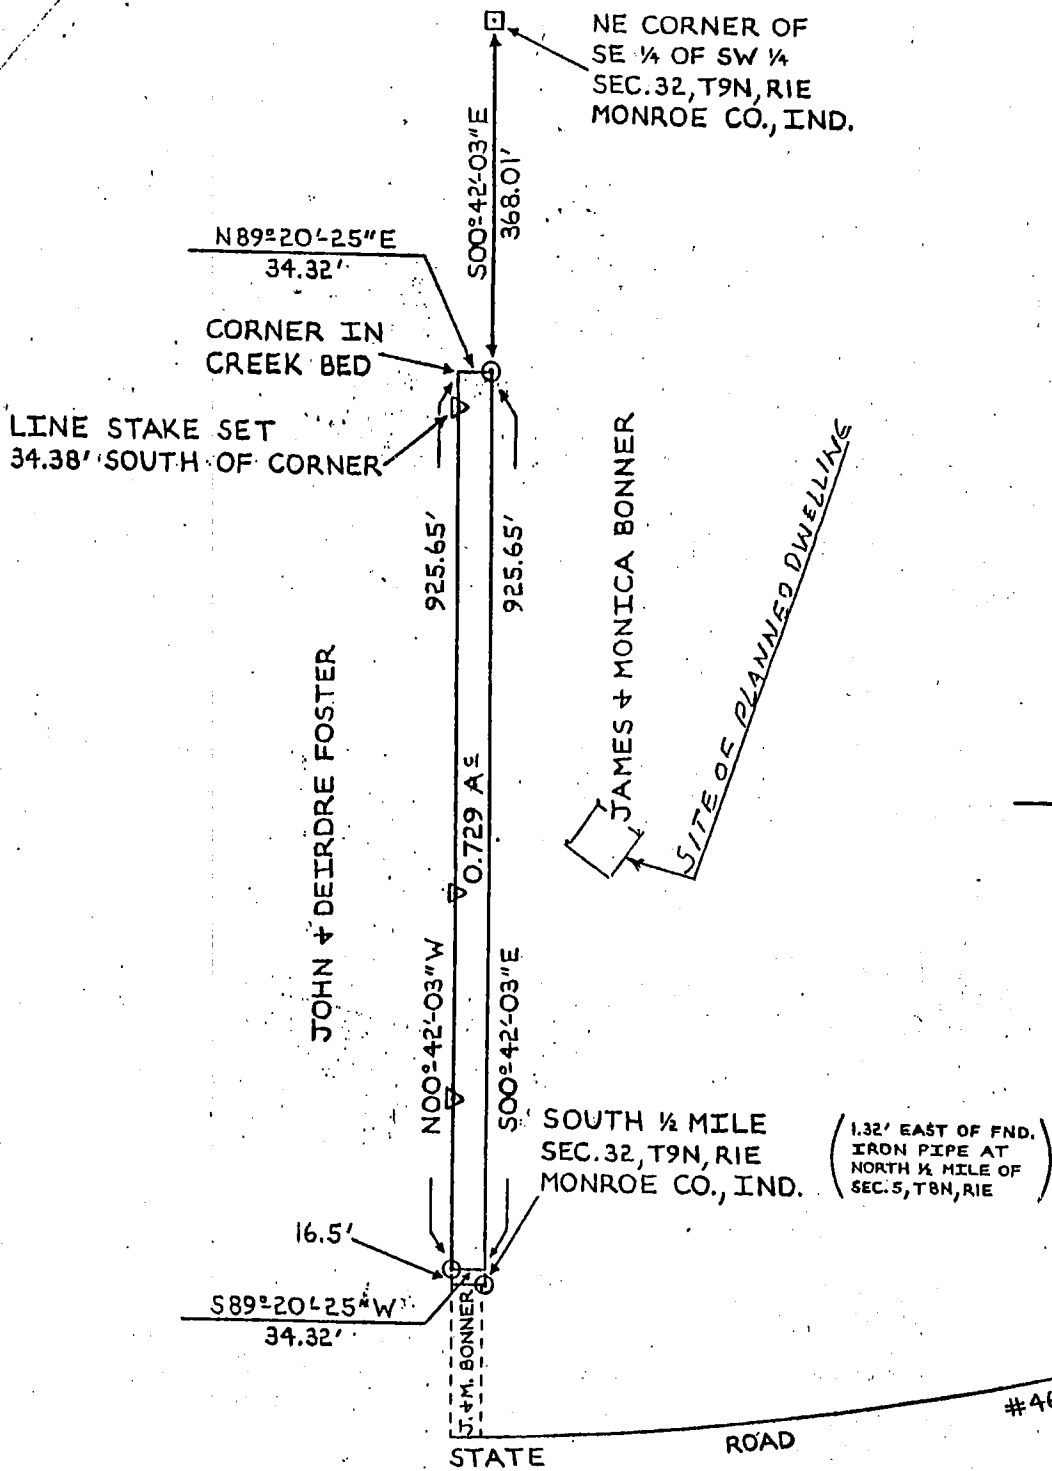 NE CORNER OF
SE ¼ OF SW ¼
SEC. 32, T9N, R1E
MONROE CO., IND.
S00°-42'-03"E
368.01'
N89°-20'-25"E
34.32'
CORNER IN
CREEK BED
LINE STAKE SET
34.38' SOUTH OF CORNER
925.65'
925.65'
JAMES + MONICA BONNER
SITE OF PLANNED DWELLING
JOHN + DEIRDRE FOSTER
0.729 Ac
N00°-42'-03"W
S00°-42'-03"E
SOUTH ½ MILE
SEC. 32, T9N, R1E
MONROE CO., IND.
(1.32' EAST OF FND.
IRON PIPE AT
NORTH ½ MILE OF
SEC. 5, T8N, R1E)
16.5'
S89°-20'-25"W
34.32'
J. + M. BONNER
STATE
ROAD
#46